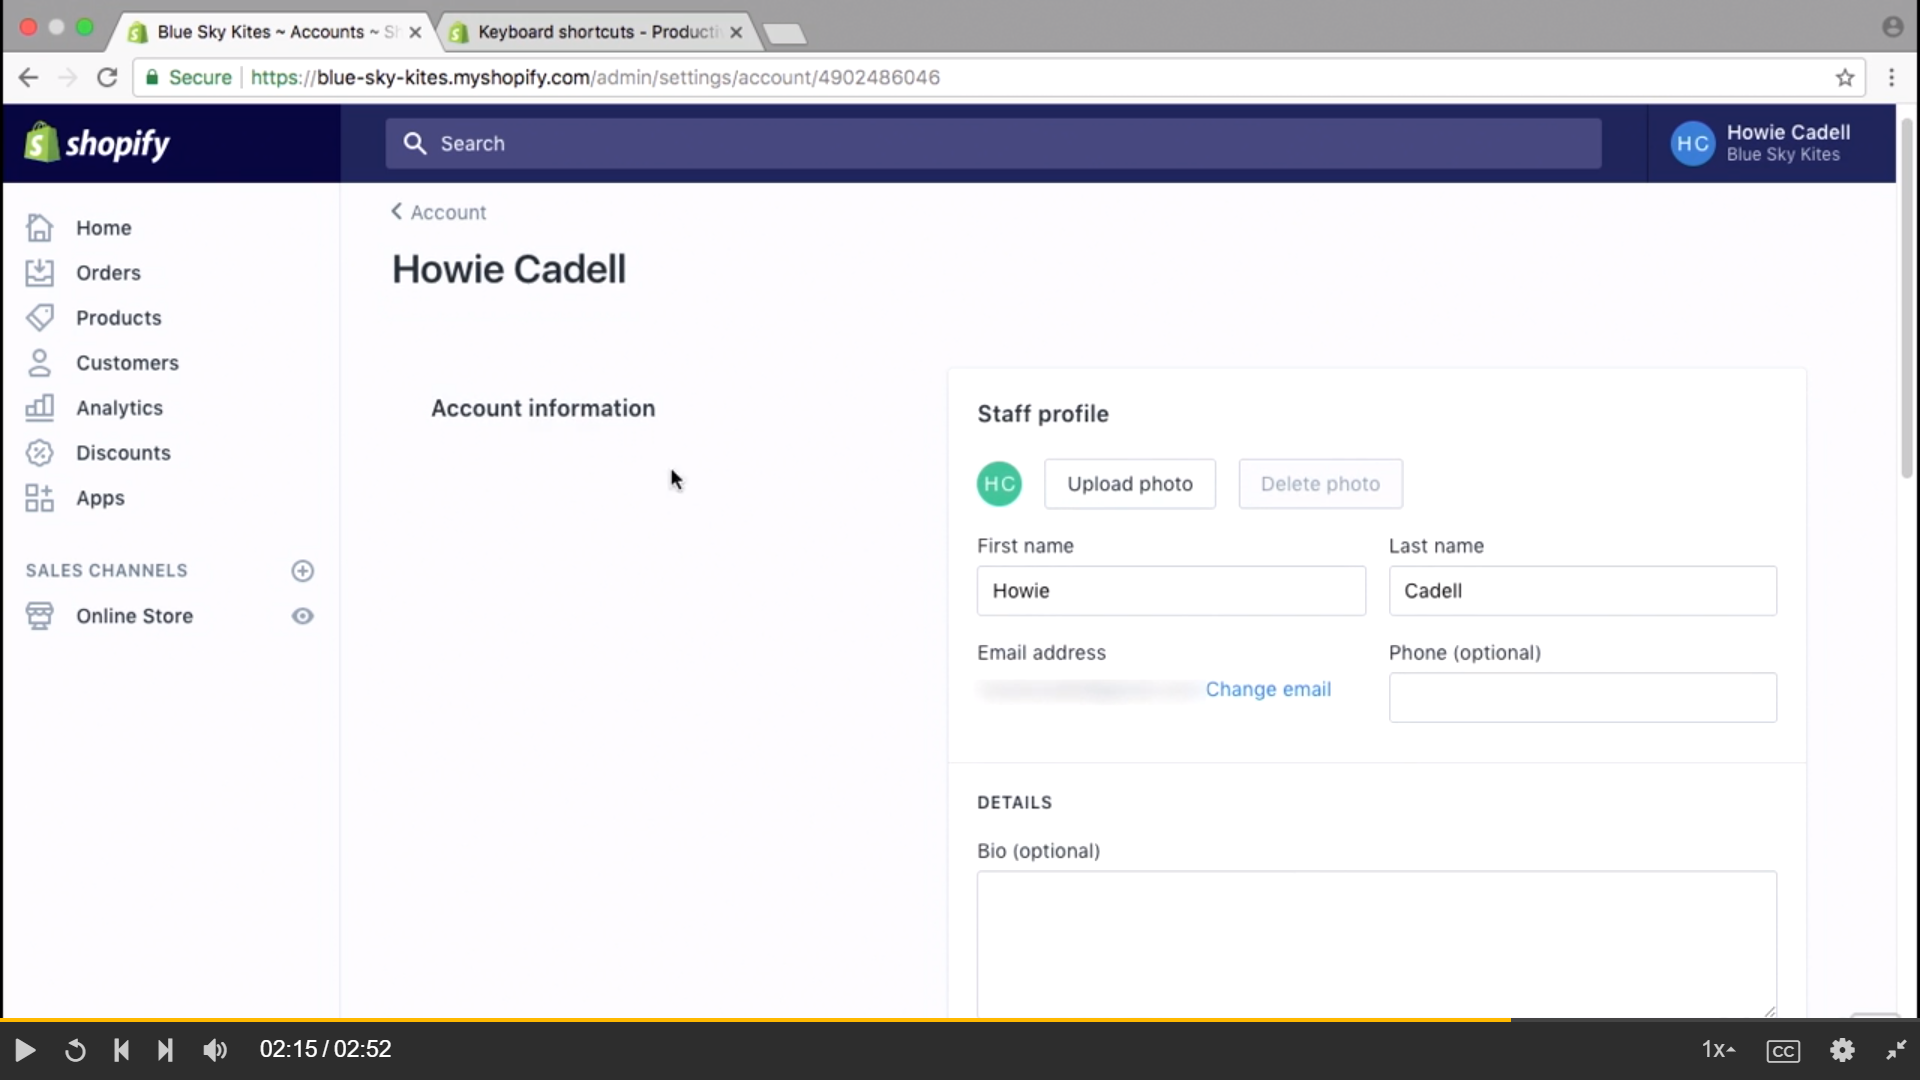 Blue Sky Kites ~ Accounts ~ Sh
Keyboard shortcuts - Producti
Secure
https://blue-sky-kites.myshopify.com/admin/settings/account/4902486046
shopify
Search
HC
Howie Cadell
Blue Sky Kites
Home
Orders
Products
Customers
Analytics
Discounts
Apps
SALES CHANNELS
Online Store
Account
Howie Cadell
Account information
Staff profile
HC
Upload photo
Delete photo
First name
Last name
Howie
Cadell
Email address
Phone (optional)
Change email
DETAILS
Bio (optional)
02:15 / 02:52
1x
CC